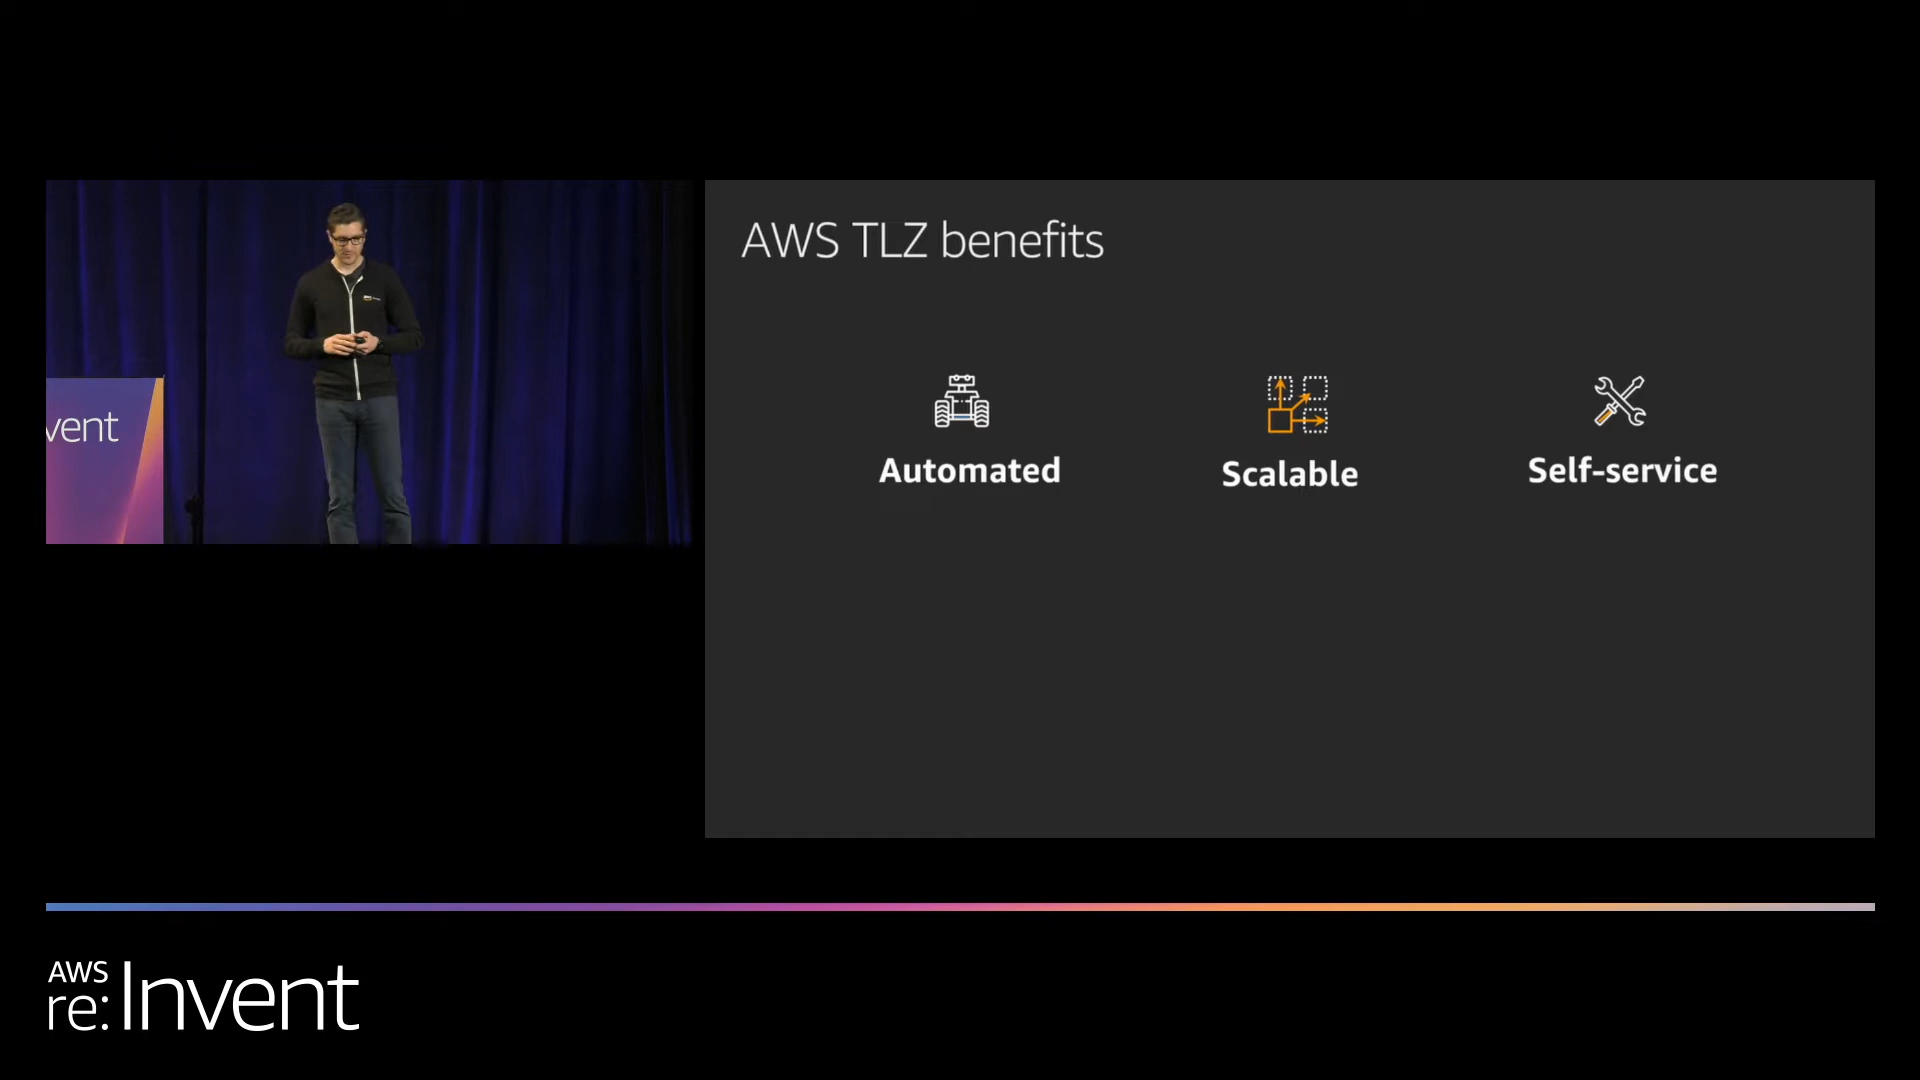 vent
AWS TLZ benefits
Automated
Scalable
Self-service
AWS
re:Invent